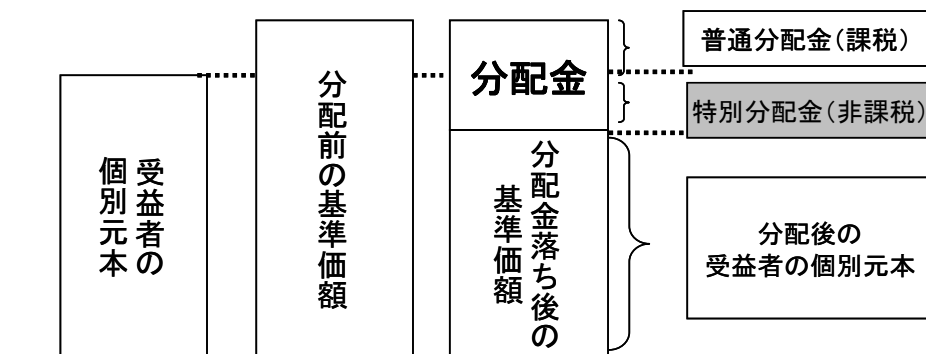 受益者の
個別元本
分配前の基準価額
分配金
分配金落ち後の
基準価額
普通分配金(課税)
特別分配金(非課税)
分配後の
受益者の個別元本